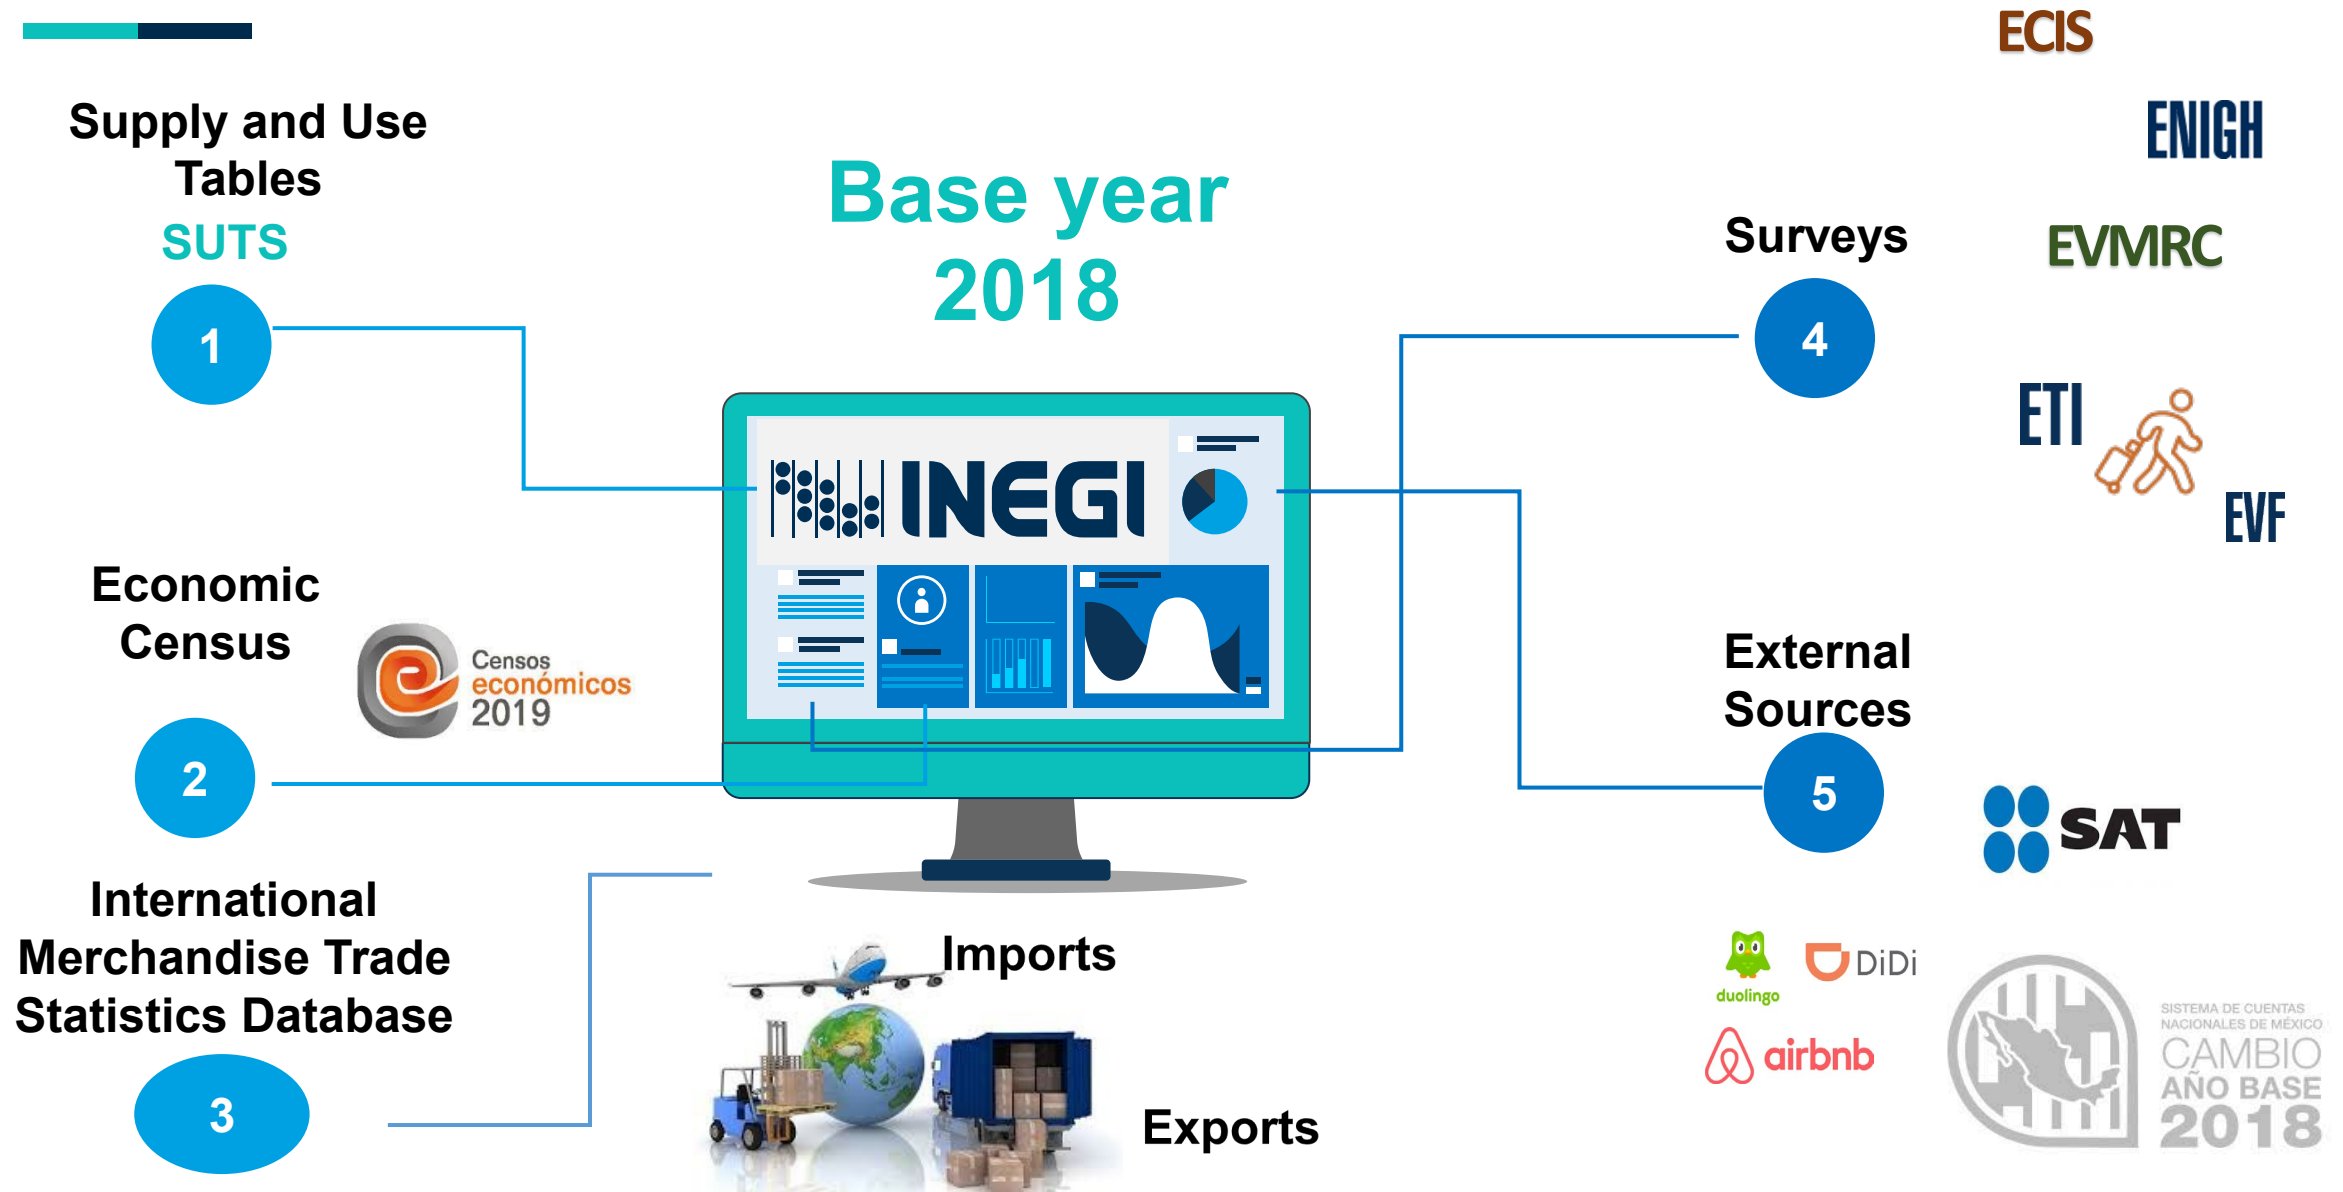 Supply and Use
Tables
SUTS
1
Economic
Census
Censos
económicos
2019
2
International
Merchandise Trade
Statistics Database
3
Base year
2018
INEGI
Imports
Exports
Surveys
4
ECIS
ENIGH
EVMRC
ETI
EVF
External
Sources
5
SAT
duolingo
DiDi
airbnb
SISTEMA DE CUENTAS
NACIONALES DE MÉXICO
CAMBIO
AÑO BASE
2018